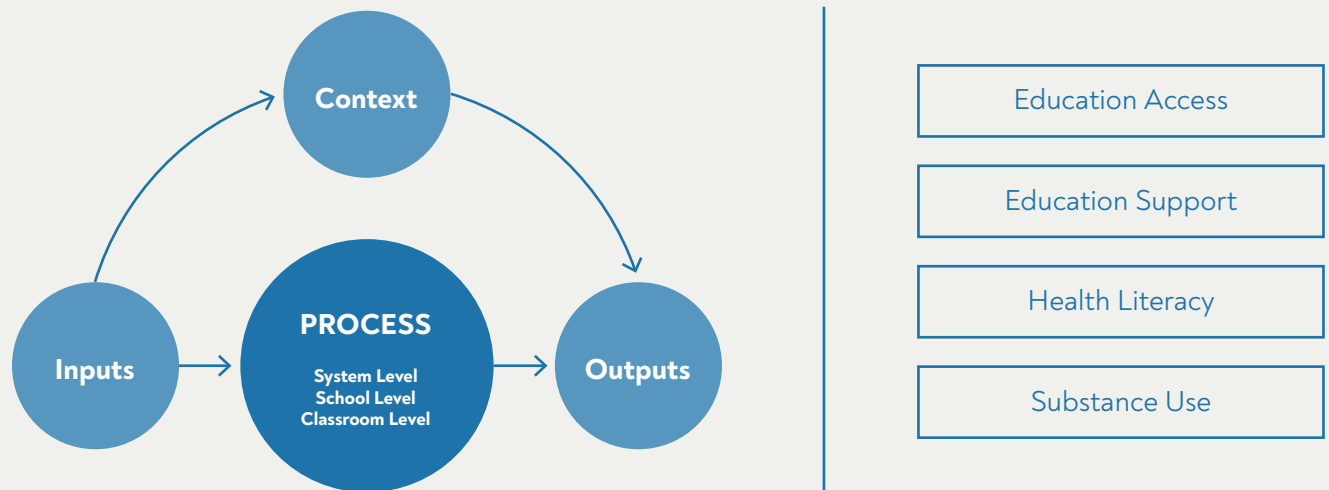 Context
Inputs
PROCESS
System Level
School Level
Classroom Level
Outputs
Education Access
Education Support
Health Literacy
Substance Use